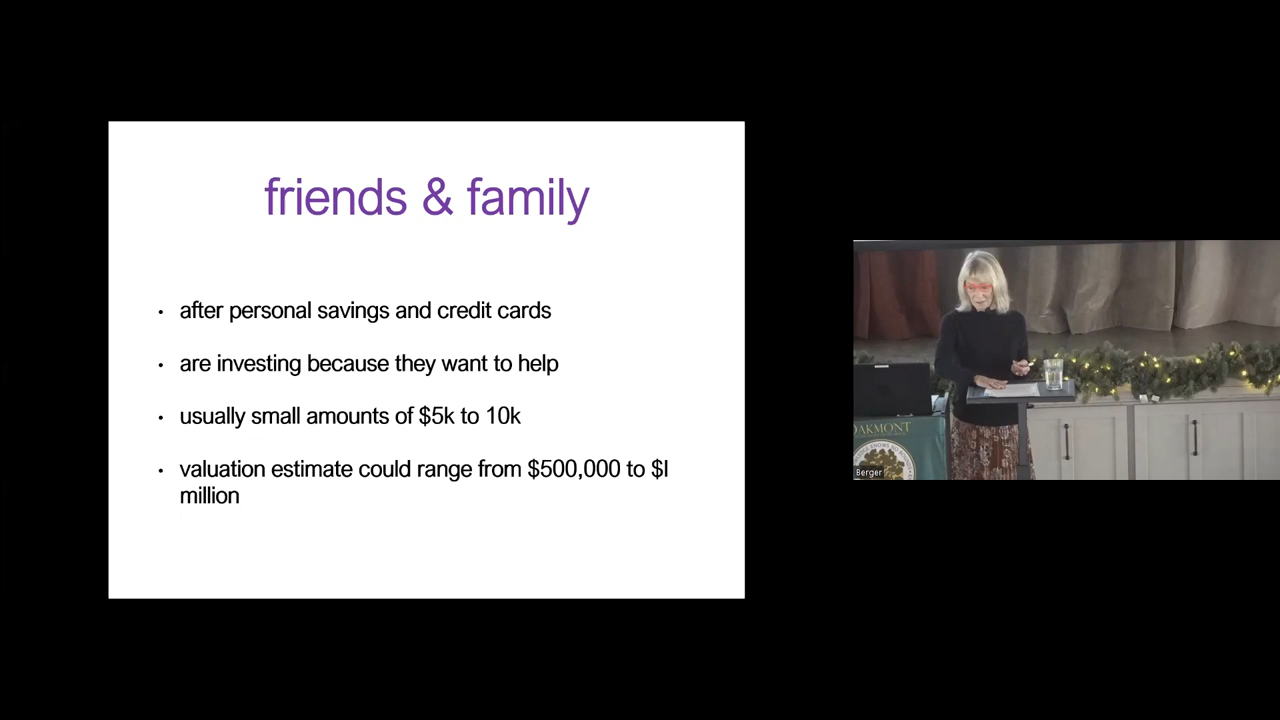 friends & family
• after personal savings and credit cards
• are investing because they want to help
• usually small amounts of $5k to 10k
• valuation estimate could range from $500,000 to $l
million
OAKMONT
Berger